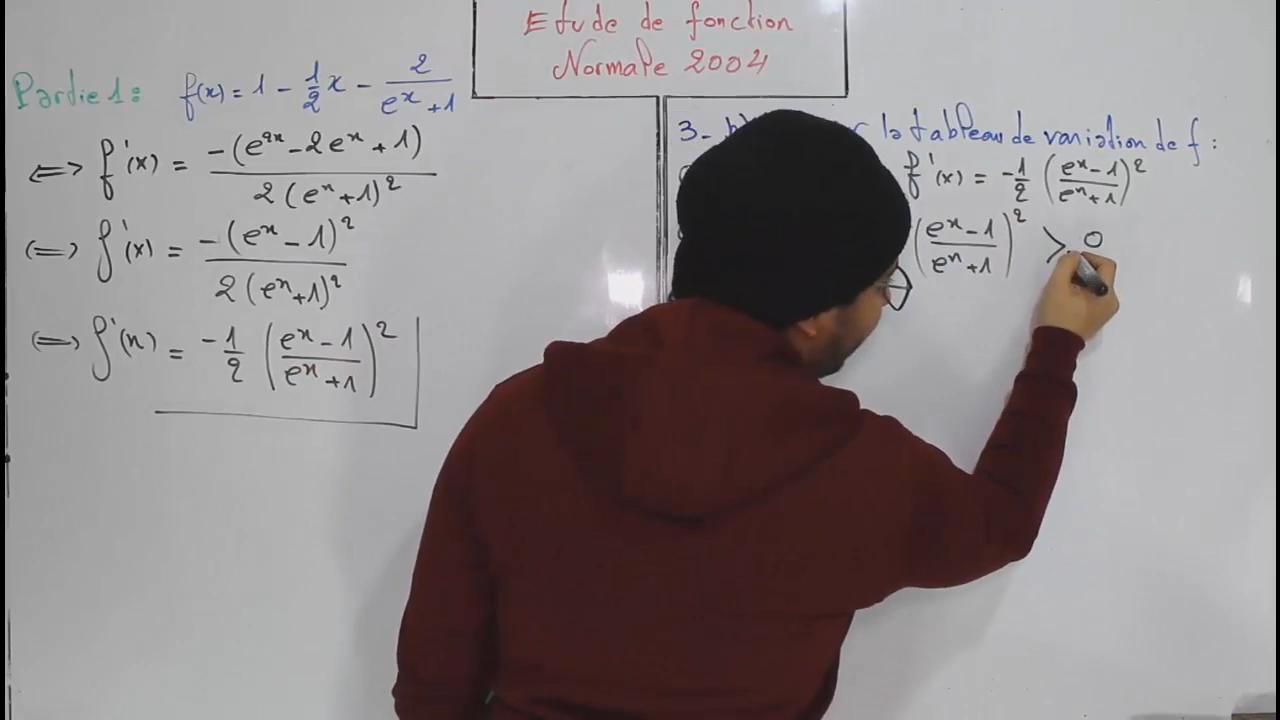 Etude de fonction
Normale 2004
Partie 1: f(x) = 1 - 1/2 x - 2/(e^x + 1)
⇔ f'(x) = -(e^2x - 2e^x + 1) / 2(e^x + 1)^2
⇔ f'(x) = -(e^x - 1)^2 / 2(e^x + 1)^2
⇔ f'(x) = -1/2 ((e^x - 1)/(e^x + 1))^2
3- la tableau de variation de f :
f'(x) = -1/2 ((e^x - 1)/(e^x + 1))^2
((e^x - 1)/(e^x + 1))^2 > 0